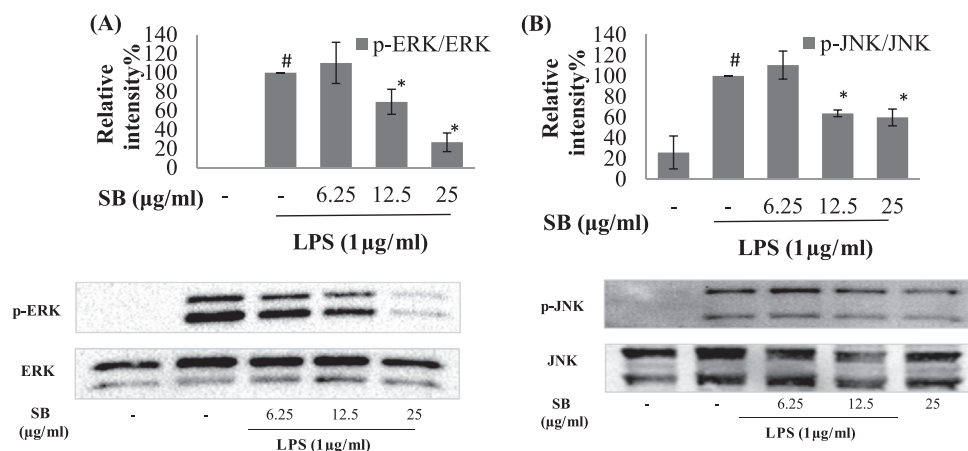 (A)
p-ERK/ERK
Relative
intensity%
140
120
100
80
60
40
20
0
#
*
*
SB (μg/ml) - - 6.25 12.5 25
LPS (1μg/ml)
p-ERK
ERK
SB
(μg/ml)
- - 6.25 12.5 25
LPS (1μg/ml)
(B)
p-JNK/JNK
Relative
intensity%
140
120
100
80
60
40
20
0
#
*
*
SB (μg/ml) - - 6.25 12.5 25
LPS (1μg/ml)
p-JNK
JNK
SB
(μg/ml)
- - 6.25 12.5 25
LPS (1μg/ml)